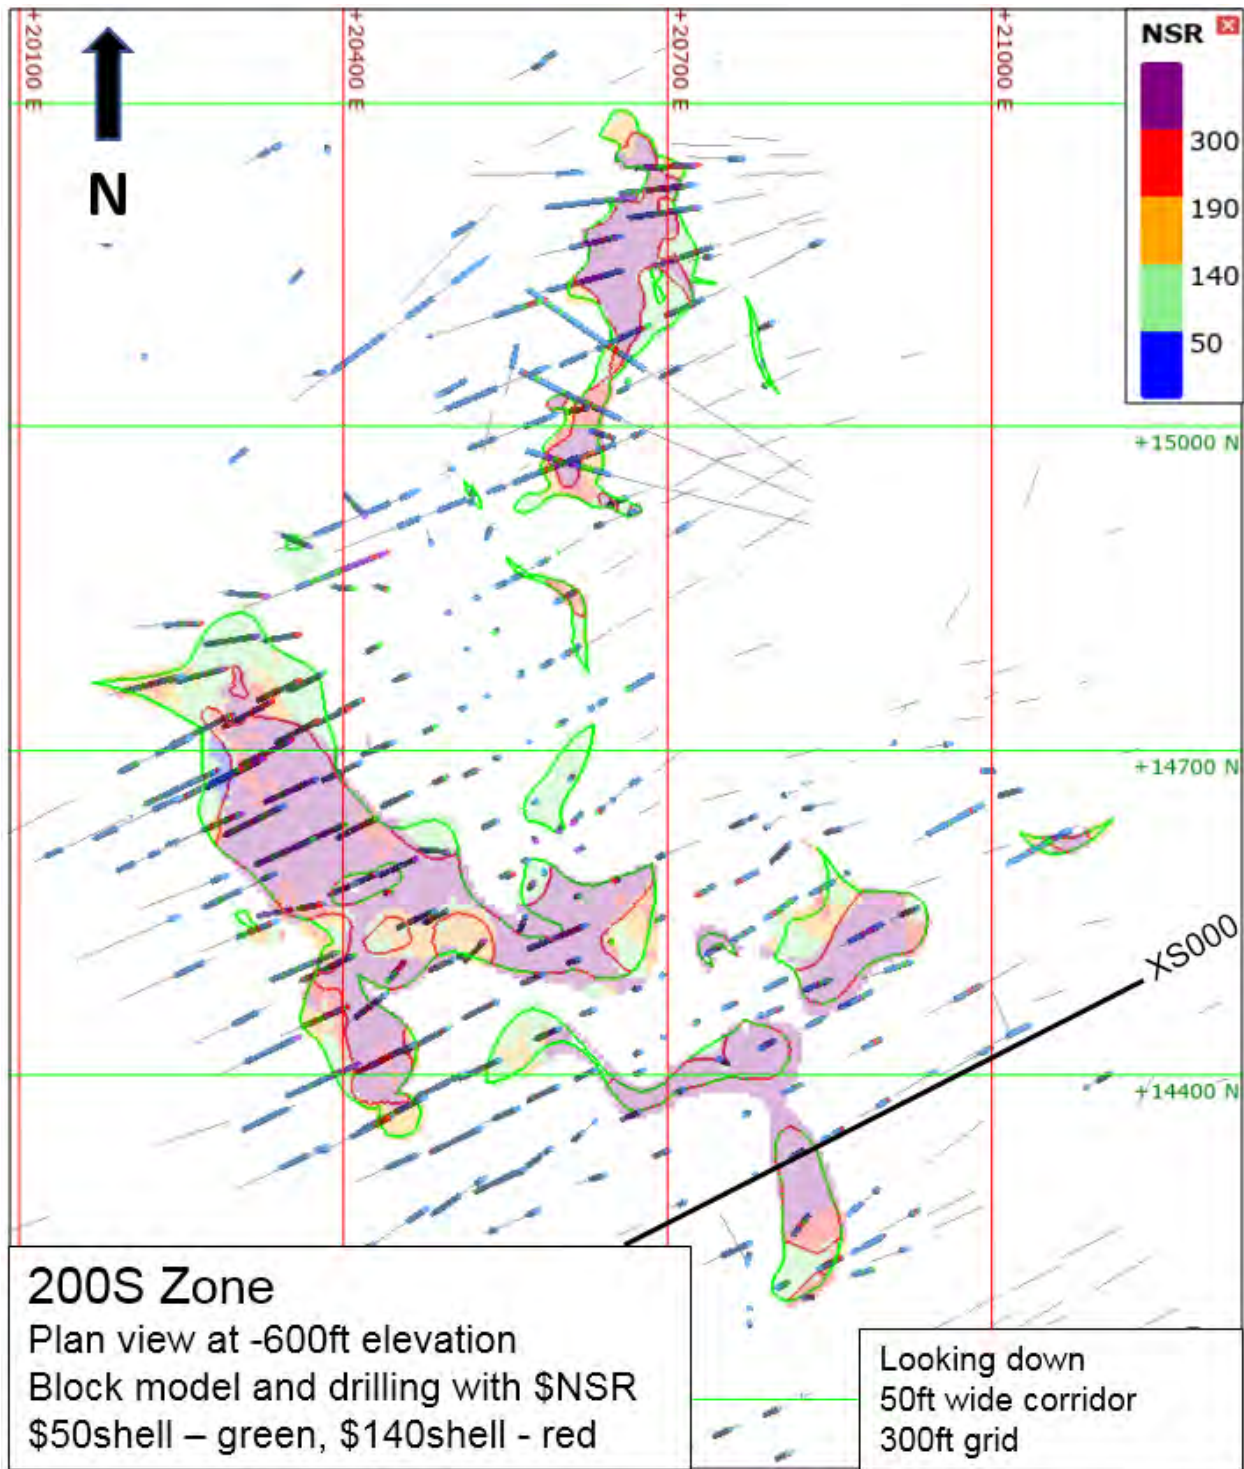 +20100 E
+20400 E
+20700 E
+21000 E
NSR
300
190
140
50
N
+15000 N
+14700 N
XS000
+14400 N
200S Zone
Plan view at -600ft elevation
Block model and drilling with $NSR
$50shell – green, $140shell - red
Looking down
50ft wide corridor
300ft grid